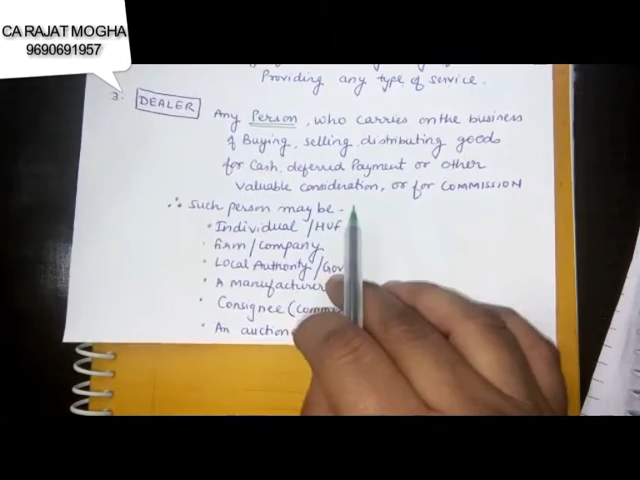 CA RAJAT MOGHA
9690691957
Providing any type of service.
3. DEALER
Any Person, who carries on the business
of Buying, selling, distributing goods
for Cash, deferred Payment or other
valuable consideration, or for COMMISSION
∴ Such person may be -
• Individual / HUF
• firm / Company
• Local Authority / Gov
• A manufacturer
• Consignee (Comm
• An auction